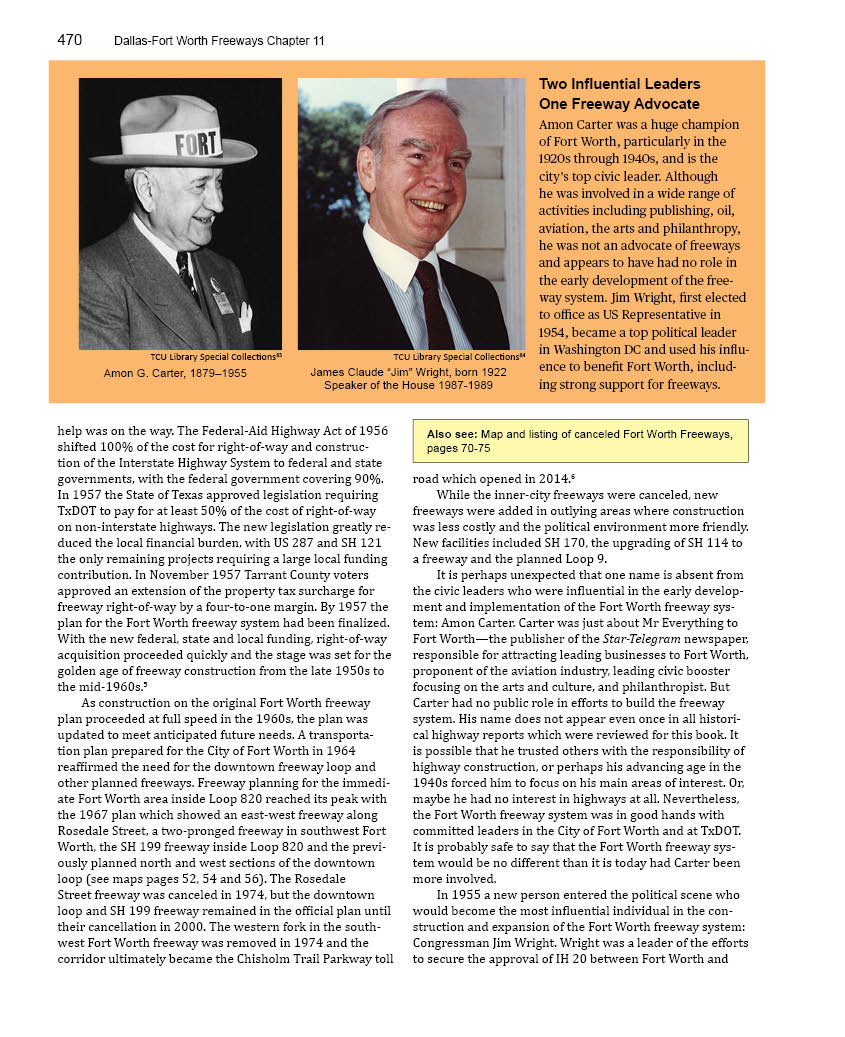 470
Dallas-Fort Worth Freeways Chapter 11
FORT
TCU Library Special Collections⁸³
Amon G. Carter, 1879–1955
TCU Library Special Collections⁸⁴
James Claude “Jim” Wright, born 1922
Speaker of the House 1987-1989
Two Influential Leaders
One Freeway Advocate
Amon Carter was a huge champion
of Fort Worth, particularly in the
1920s through 1940s, and is the
city’s top civic leader. Although
he was involved in a wide range of
activities including publishing, oil,
aviation, the arts and philanthropy,
he was not an advocate of freeways
and appears to have had no role in
the early development of the free-
way system. Jim Wright, first elected
to office as US Representative in
1954, became a top political leader
in Washington DC and used his influ-
ence to benefit Fort Worth, includ-
ing strong support for freeways.
help was on the way. The Federal-Aid Highway Act of 1956
shifted 100% of the cost for right-of-way and construc-
tion of the Interstate Highway System to federal and state
governments, with the federal government covering 90%.
In 1957 the State of Texas approved legislation requiring
TxDOT to pay for at least 50% of the cost of right-of-way
on non-interstate highways. The new legislation greatly re-
duced the local financial burden, with US 287 and SH 121
the only remaining projects requiring a large local funding
contribution. In November 1957 Tarrant County voters
approved an extension of the property tax surcharge for
freeway right-of-way by a four-to-one margin. By 1957 the
plan for the Fort Worth freeway system had been finalized.
With the new federal, state and local funding, right-of-way
acquisition proceeded quickly and the stage was set for the
golden age of freeway construction from the late 1950s to
the mid-1960s.⁵
As construction on the original Fort Worth freeway
plan proceeded at full speed in the 1960s, the plan was
updated to meet anticipated future needs. A transporta-
tion plan prepared for the City of Fort Worth in 1964
reaffirmed the need for the downtown freeway loop and
other planned freeways. Freeway planning for the immedi-
ate Fort Worth area inside Loop 820 reached its peak with
the 1967 plan which showed an east-west freeway along
Rosedale Street, a two-pronged freeway in southwest Fort
Worth, the SH 199 freeway inside Loop 820 and the previ-
ously planned north and west sections of the downtown
loop (see maps pages 52, 54 and 56). The Rosedale
Street freeway was canceled in 1974, but the downtown
loop and SH 199 freeway remained in the official plan until
their cancellation in 2000. The western fork in the south-
west Fort Worth freeway was removed in 1974 and the
corridor ultimately became the Chisholm Trail Parkway toll
Also see: Map and listing of canceled Fort Worth Freeways,
pages 70-75
road which opened in 2014.⁶
While the inner-city freeways were canceled, new
freeways were added in outlying areas where construction
was less costly and the political environment more friendly.
New facilities included SH 170, the upgrading of SH 114 to
a freeway and the planned Loop 9.
It is perhaps unexpected that one name is absent from
the civic leaders who were influential in the early develop-
ment and implementation of the Fort Worth freeway sys-
tem: Amon Carter. Carter was just about Mr Everything to
Fort Worth—the publisher of the Star-Telegram newspaper,
responsible for attracting leading businesses to Fort Worth,
proponent of the aviation industry, leading civic booster
focusing on the arts and culture, and philanthropist. But
Carter had no public role in efforts to build the freeway
system. His name does not appear even once in all histori-
cal highway reports which were reviewed for this book. It
is possible that he trusted others with the responsibility of
highway construction, or perhaps his advancing age in the
1940s forced him to focus on his main areas of interest. Or,
maybe he had no interest in highways at all. Nevertheless,
the Fort Worth freeway system was in good hands with
committed leaders in the City of Fort Worth and at TxDOT.
It is probably safe to say that the Fort Worth freeway sys-
tem would be no different than it is today had Carter been
more involved.
In 1955 a new person entered the political scene who
would become the most influential individual in the con-
struction and expansion of the Fort Worth freeway system:
Congressman Jim Wright. Wright was a leader of the efforts
to secure the approval of IH 20 between Fort Worth and